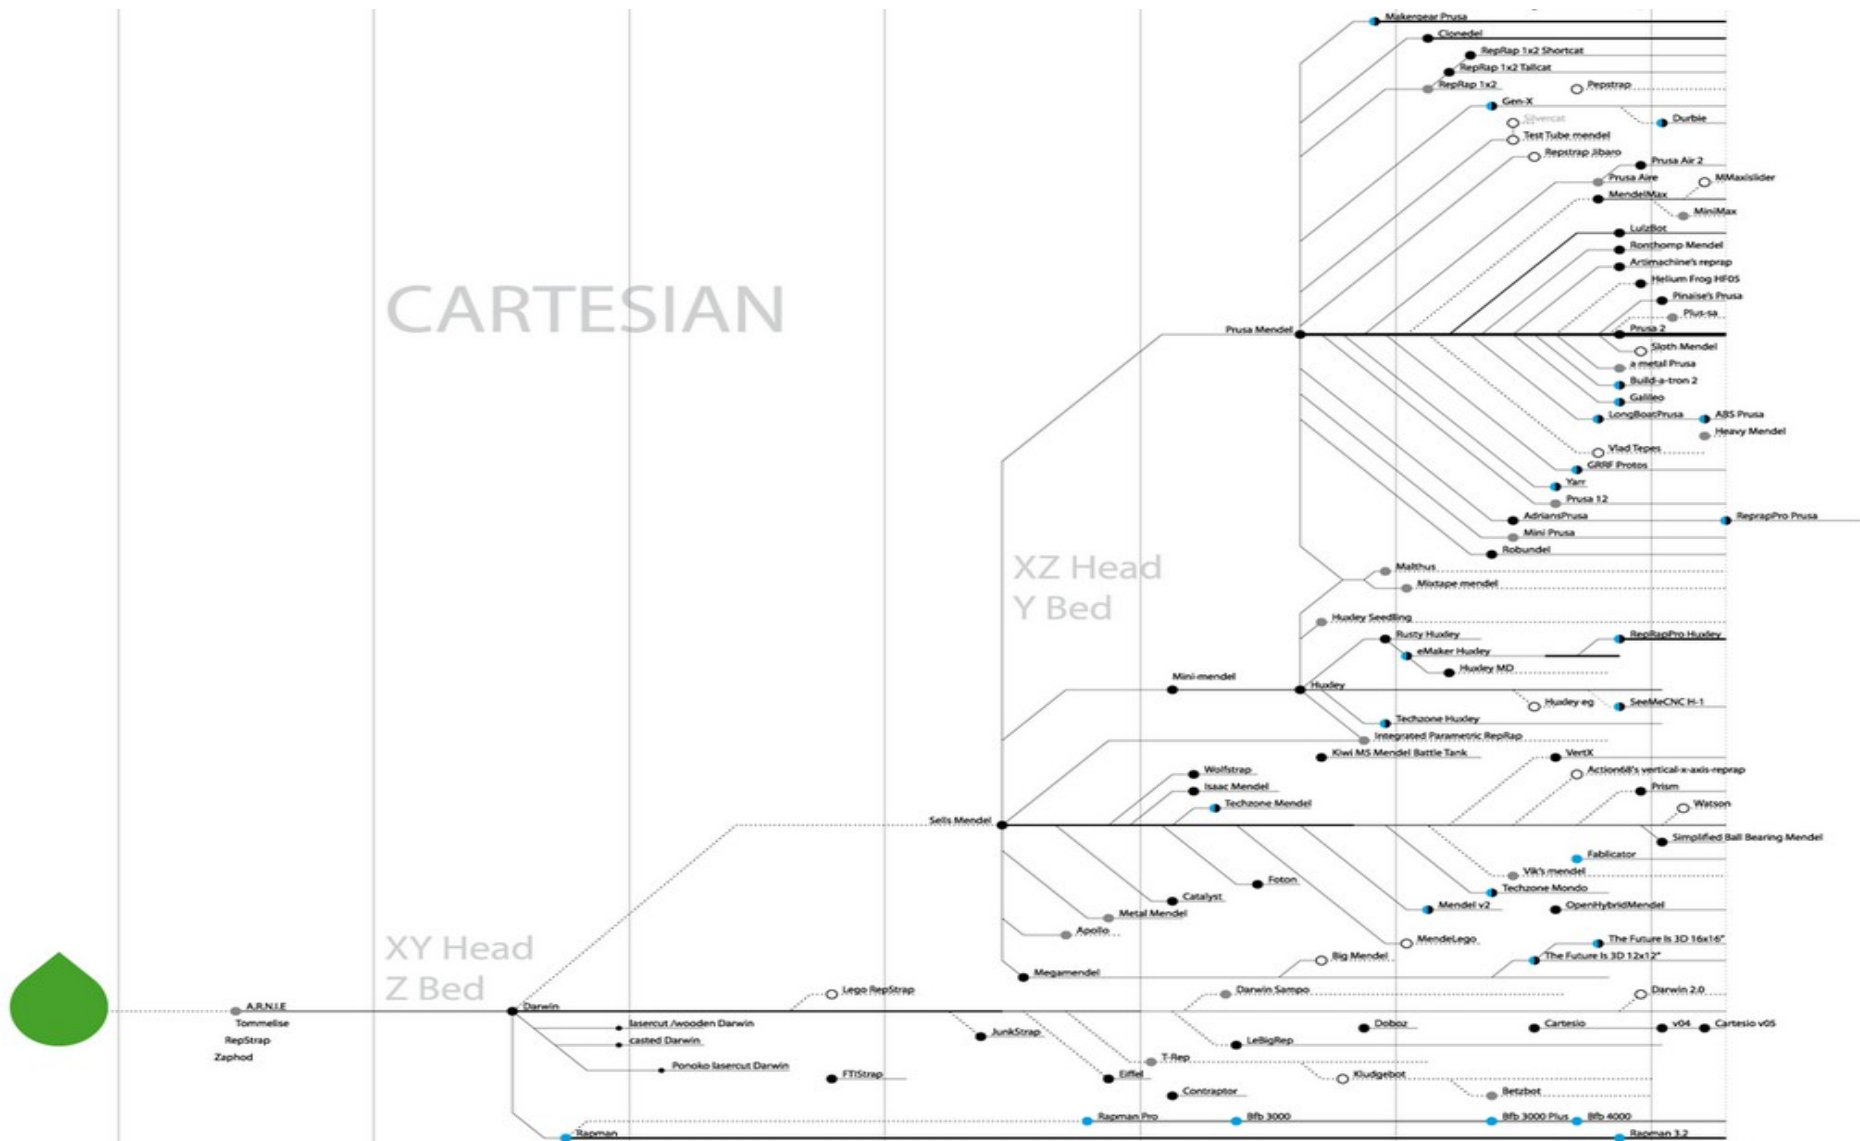 Makergear Prusa
Clonedel
RepRap 1x2 Shortcat
RepRap 1x2 Tallcat
RepRap 1x2
Pepstrap
Gen-X
Silvercat
Durbie
Test Tube mendel
Repstrap Jibaro
Prusa Air 2
Prusa Aire
MMaxislider
MendelMax
MiniMax
LulzBot
Ronthomp Mendel
Artimachine's reprap
Helium Frog HF05
Pinaise's Prusa
Plus-sa
CARTESIAN
Prusa Mendel
Prusa 2
Sloth Mendel
a metal Prusa
Build-a-tron 2
Galileo
LongBoatPrusa
ABS Prusa
Heavy Mendel
Vlad Tepes
GRRF Protos
Yarr
Prusa 12
AdriansPrusa
ReprapPro Prusa
Mini Prusa
Robundel
XZ Head
Y Bed
Malthus
Mixtape mendel
Huxley Seedling
Rusty Huxley
RepRapPro Huxley
eMaker Huxley
Huxley MD
Mini-mendel
Huxley
Huxley eg
SeeMeCNC H-1
Techzone Huxley
Integrated Parametric RepRap
Kiwi MS Mendel Battle Tank
VertX
Wolfstrap
Action68's vertical-x-axis-reprap
Isaac Mendel
Prism
Techzone Mendel
Watson
Sells Mendel
Simplified Ball Bearing Mendel
Fablicator
Vik's mendel
Foton
Techzone Mondo
Catalyst
Mendel v2
OpenHybridMendel
Metal Mendel
Apollo
MendeLego
The Future Is 3D 16x16"
XY Head
Z Bed
Big Mendel
The Future Is 3D 12x12"
Megamendel
Lego RepStrap
Darwin Sampo
Darwin 2.0
A.R.N.I.E
Tommelise
RepStrap
Zaphod
Darwin
lasercut /wooden Darwin
casted Darwin
JunkStrap
Doboz
Cartesio
v04
Cartesio v05
LeBigRep
T-Rep
Ponoko lasercut Darwin
FTIStrap
Eiffel
Kludgebot
Contraptor
Betzbot
Rapman Pro
Bfb 3000
Bfb 3000 Plus
Bfb 4000
Rapman
Rapman 3.2